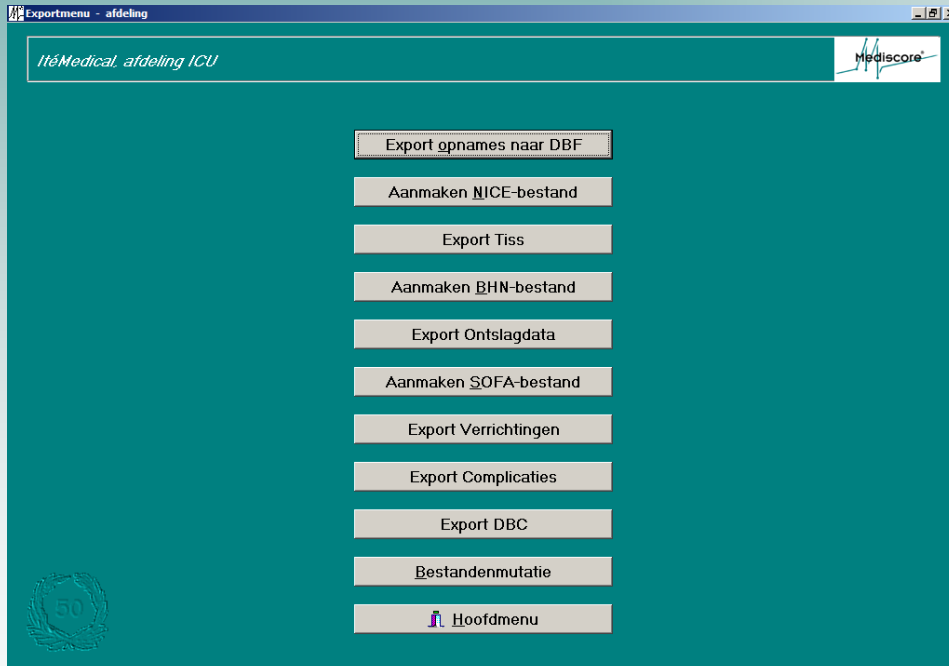 Exportmenu - afdeling
ItéMedical, afdeling ICU
Mediscore®
Export opnames naar DBF
Aanmaken NICE-bestand
Export Tiss
Aanmaken BHN-bestand
Export Ontslagdata
Aanmaken SOFA-bestand
Export Verrichtingen
Export Complicaties
Export DBC
Bestandenmutatie
Hoofdmenu
50